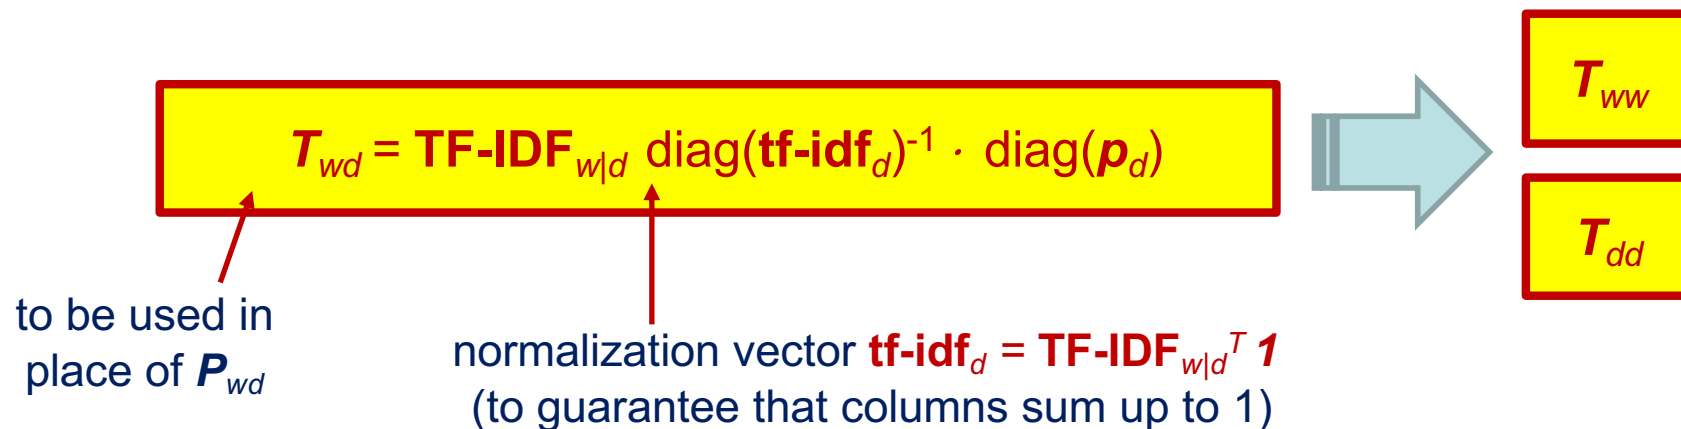 T_wd = TF-IDF_w|d diag(tf-idf_d)^-1 · diag(p_d)
T_ww
T_dd
to be used in
place of P_wd
normalization vector tf-idf_d = TF-IDF_w|d^T 1
(to guarantee that columns sum up to 1)